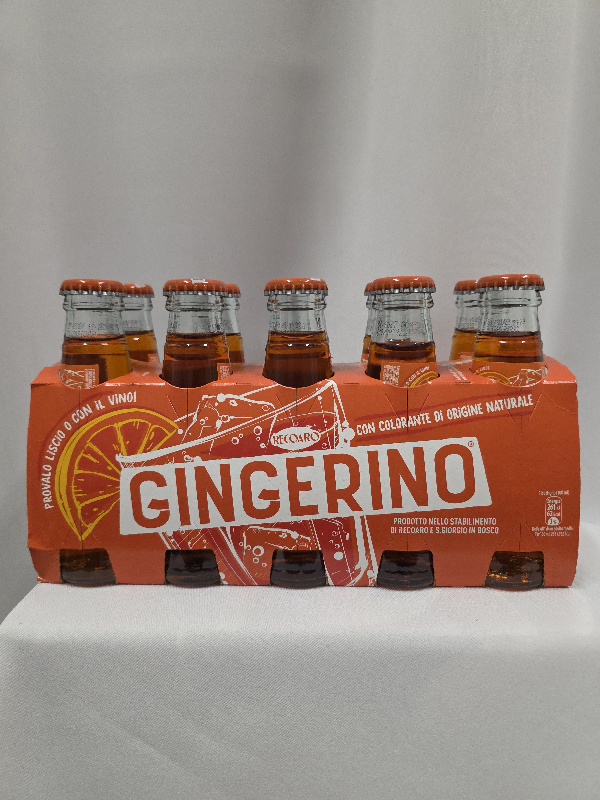 PROVALO LISCIO O CON IL VINO!
RECOARO
CON COLORANTE DI ORIGINE NATURALE
GINGERINO®
PRODOTTO NELLO STABILIMENTO
DI RECOARO E S.GIORGIO IN BOSCO
Energia